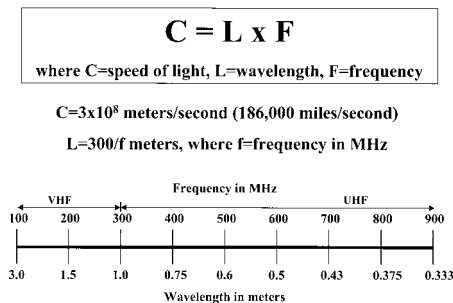 C = L x F
where C=speed of light, L=wavelength, F=frequency
C=3x10⁸ meters/second (186,000 miles/second)
L=300/f meters, where f=frequency in MHz
Frequency in MHz
VHF UHF
100 200 300 400 500 600 700 800 900
3.0 1.5 1.0 0.75 0.6 0.5 0.43 0.375 0.333
Wavelength in meters